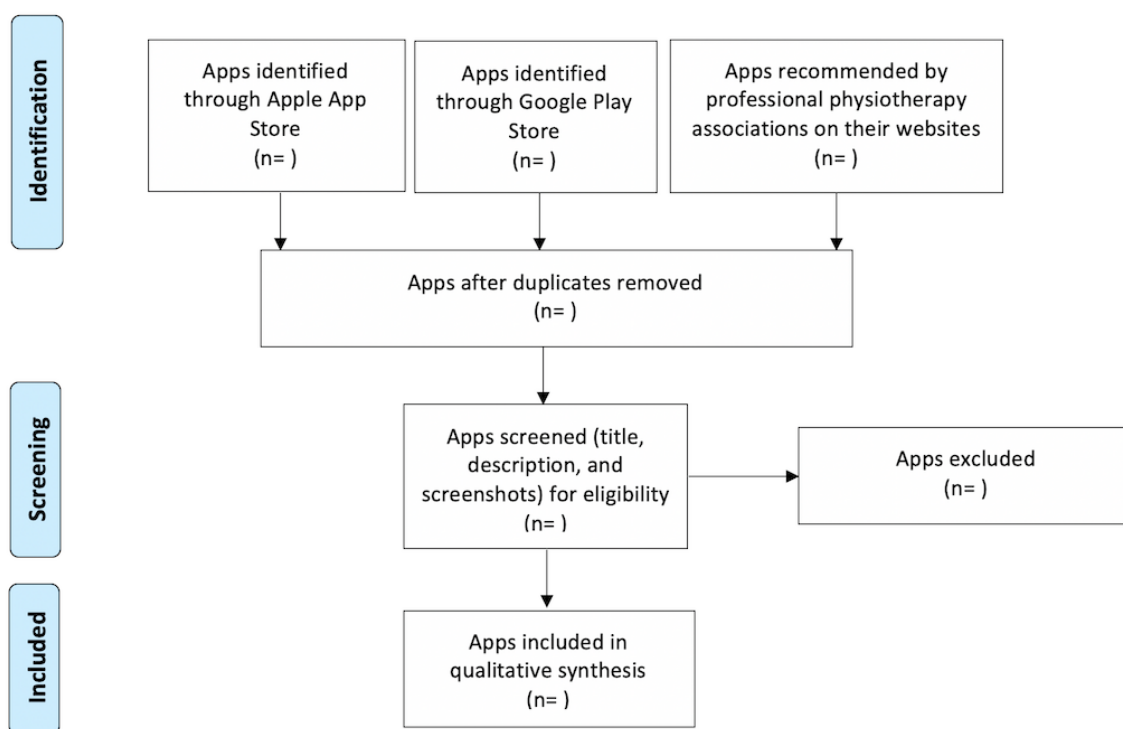 Identification
Apps identified
through Apple App
Store
(n= )
Apps identified
through Google Play
Store
(n= )
Apps recommended by
professional physiotherapy
associations on their websites
(n= )
Apps after duplicates removed
(n= )
Screening
Apps screened (title,
description, and
screenshots) for eligibility
(n= )
Apps excluded
(n= )
Included
Apps included in
qualitative synthesis
(n= )